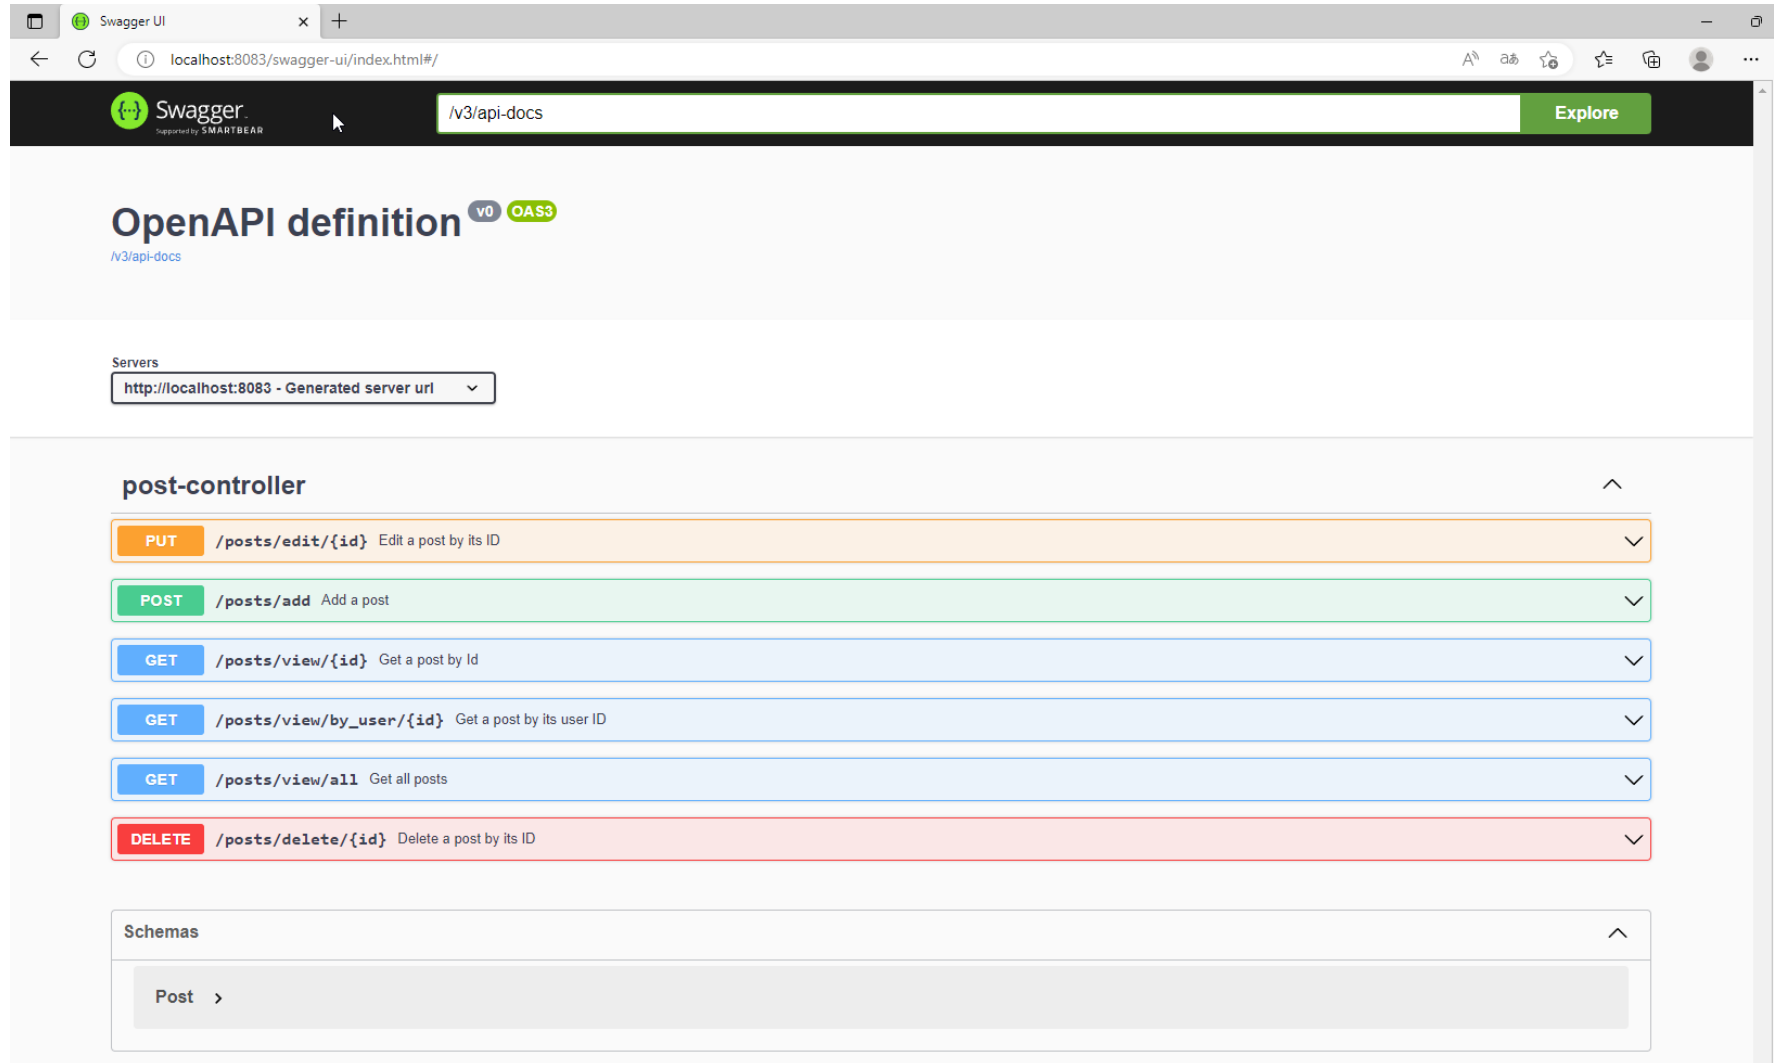 Swagger UI
localhost:8083/swagger-ui/index.html#/
Swagger
Supported by SMARTBEAR
/v3/api-docs
Explore
OpenAPI definition v0 OAS3
/v3/api-docs
Servers
http://localhost:8083 - Generated server url
post-controller
PUT /posts/edit/{id} Edit a post by its ID
POST /posts/add Add a post
GET /posts/view/{id} Get a post by Id
GET /posts/view/by_user/{id} Get a post by its user ID
GET /posts/view/all Get all posts
DELETE /posts/delete/{id} Delete a post by its ID
Schemas
Post